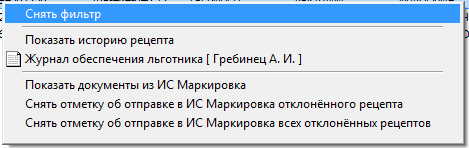 Снять фильтр
Показать историю рецепта
Журнал обеспечения льготника [ Гребинец А. И. ]
Показать документы из ИС Маркировка
Снять отметку об отправке в ИС Маркировка отклонённого рецепта
Снять отметку об отправке в ИС Маркировка всех отклонённых рецептов